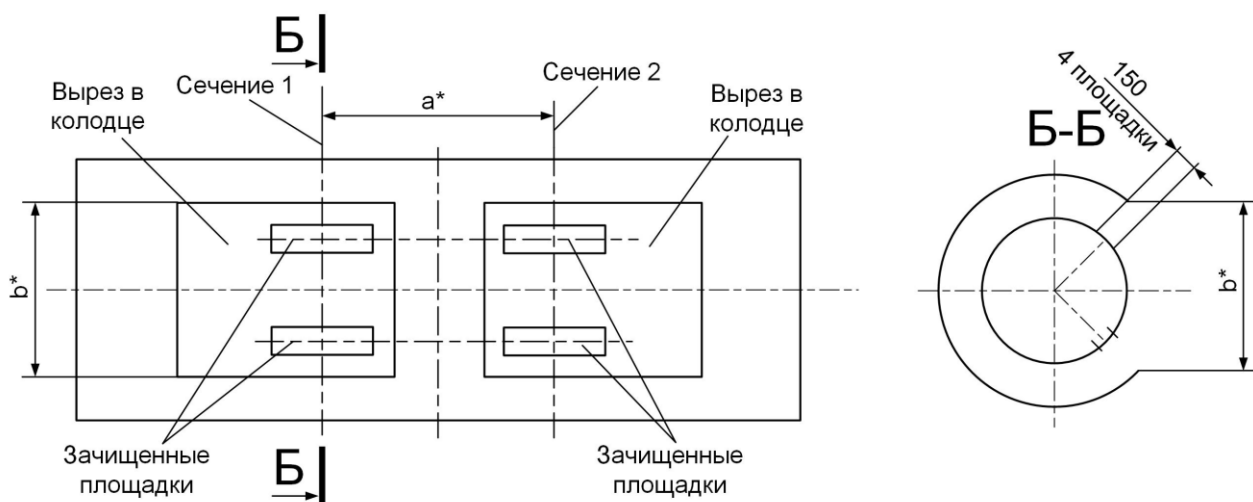 Б
Сечение 1
Сечение 2
Вырез в
колодце
a*
Вырез в
колодце
b*
Зачищенные
площадки
Зачищенные
площадки
Б
Б-Б
150
4 площадки
b*